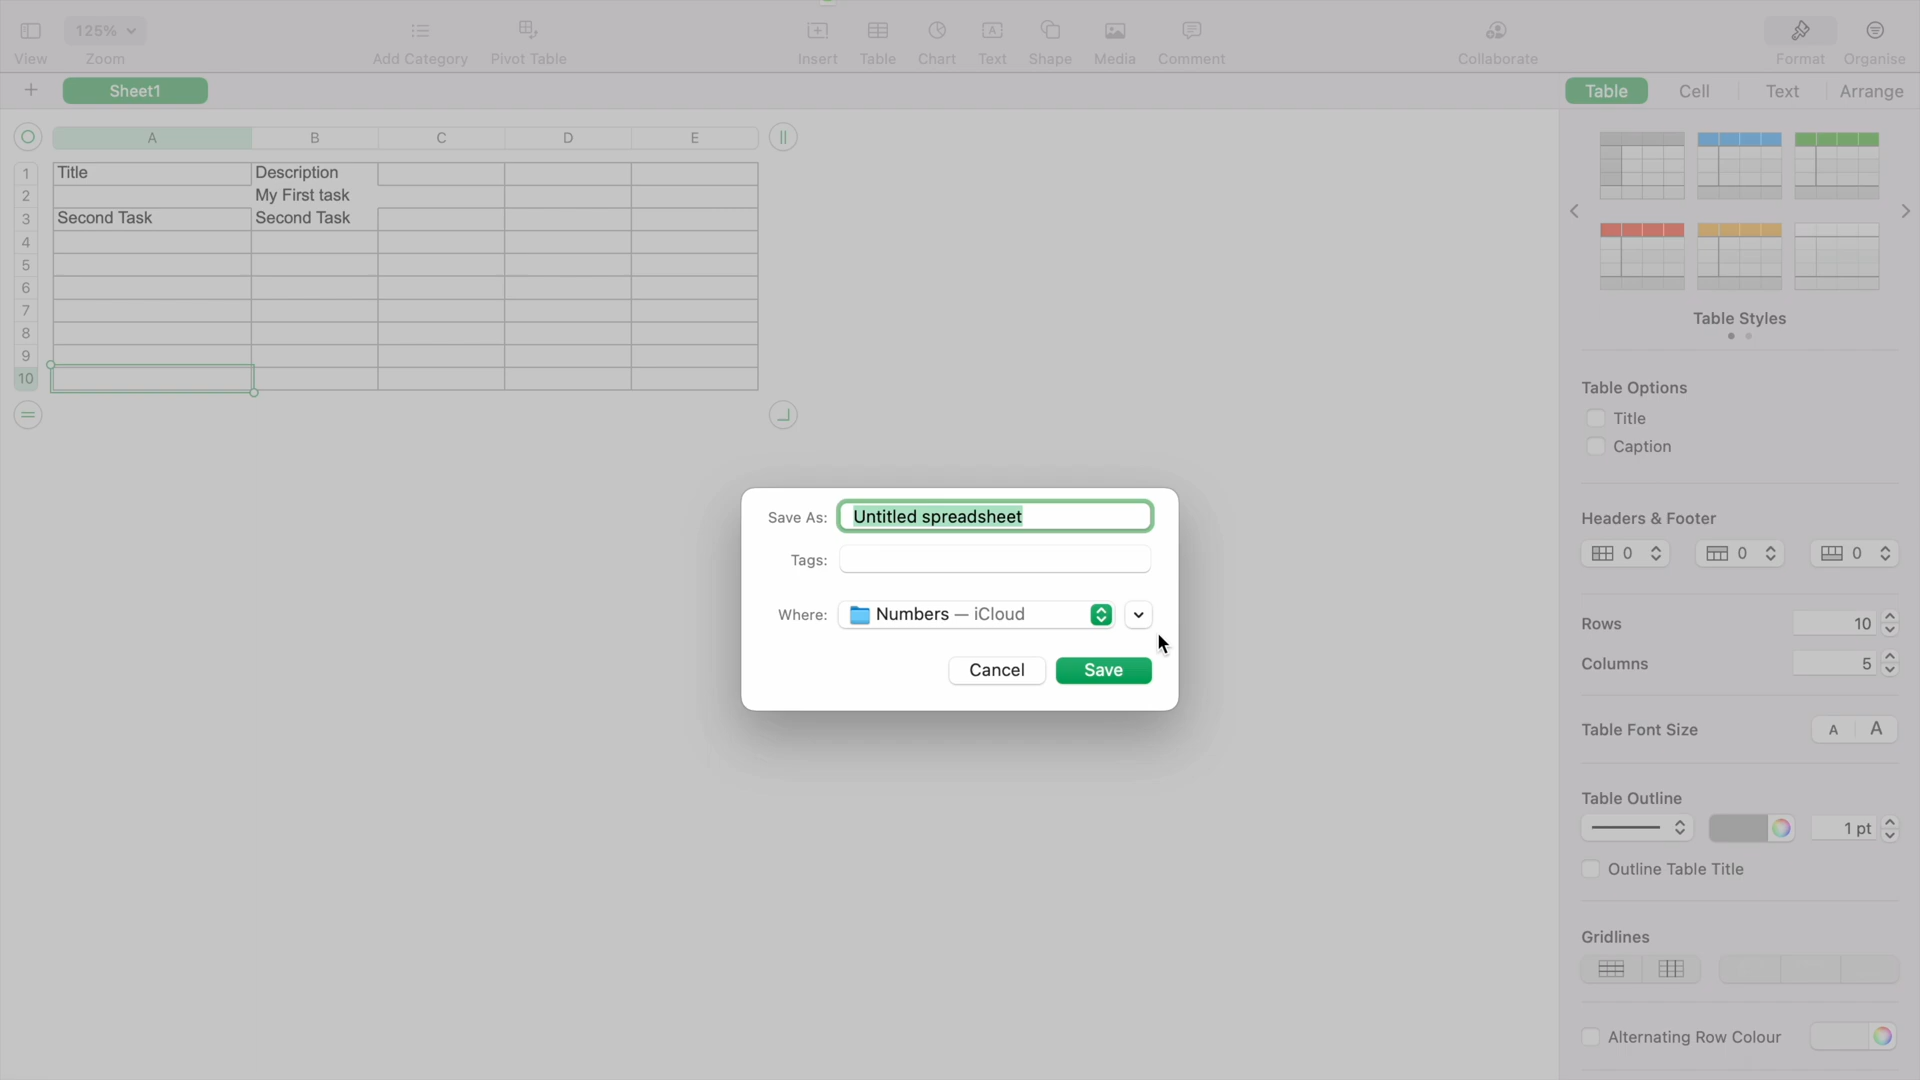 125%
View
Zoom
Add Category
Pivot Table
Insert
Table
Chart
Text
Shape
Media
Comment
Collaborate
Format
Organise
Sheet1
Table
Cell
Text
Arrange
A B C D E
1 Title Description
2 My First task
3 Second Task Second Task
4
5
6
7
8
9
10
Save As: Untitled spreadsheet
Tags:
Where: Numbers — iCloud
Cancel Save
Table Styles
Table Options
Title
Caption
Headers & Footer
0 0 0
Rows 10
Columns 5
Table Font Size A A
Table Outline
1 pt
Outline Table Title
Gridlines
Alternating Row Colour